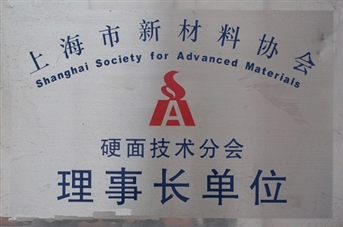 上海市新材料协会
Shanghai Society for Advanced Materials
A
硬面技术分会
理事长单位